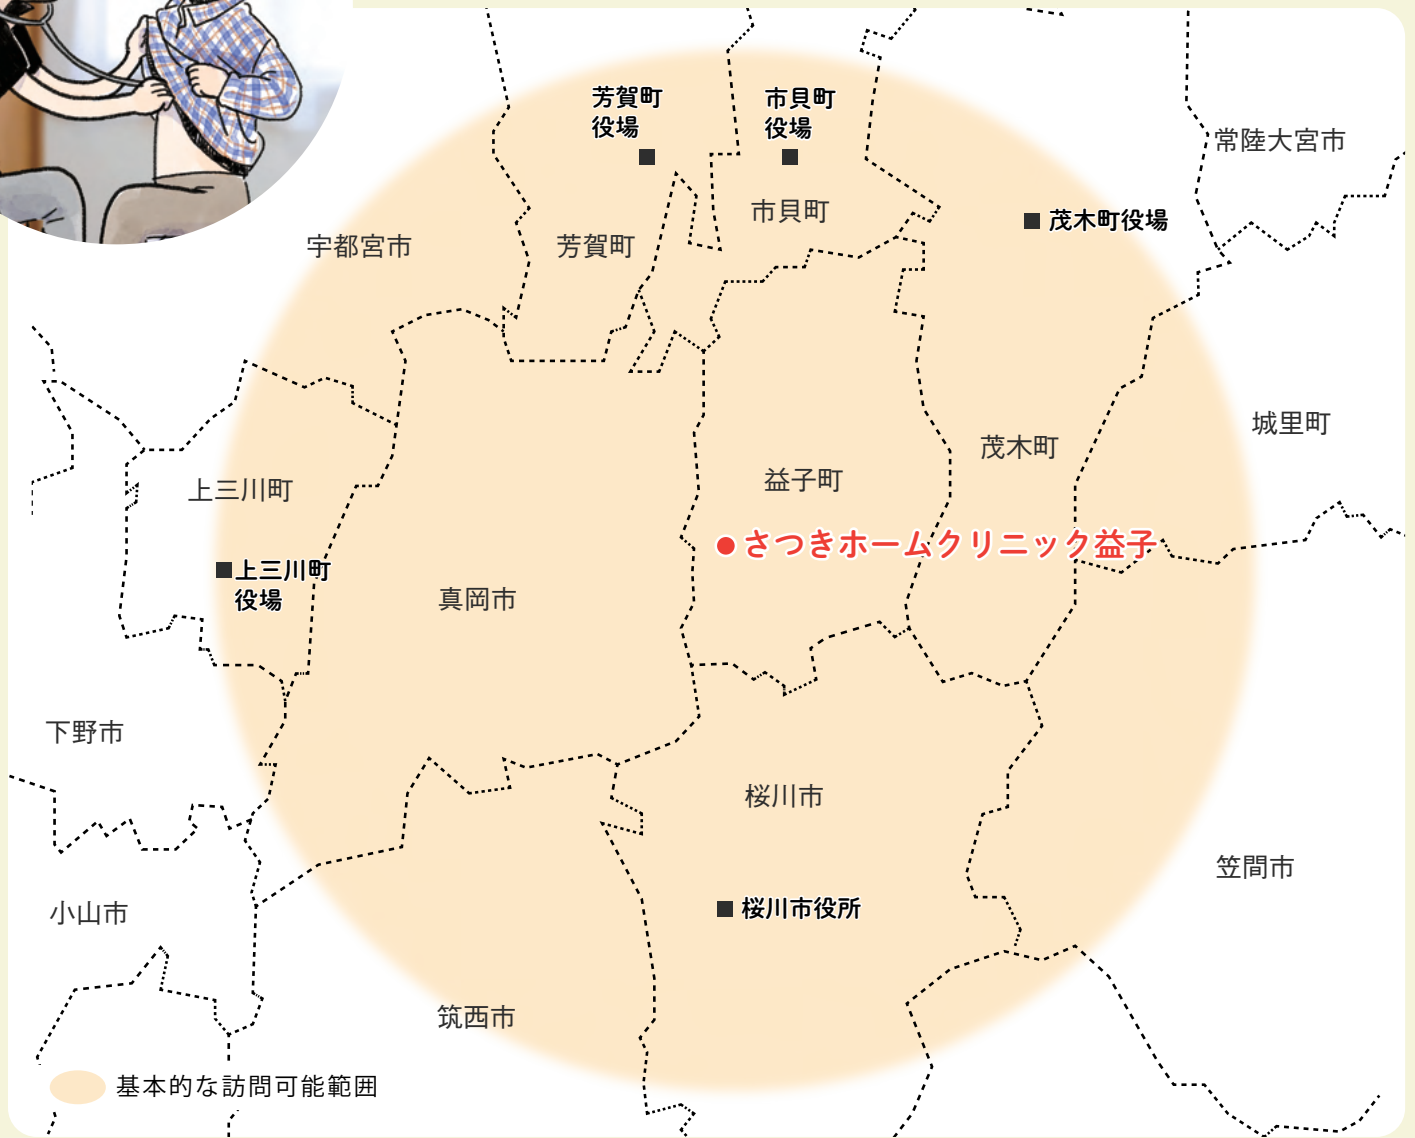 芳賀町
役場
市貝町
役場
常陸大宮市
市貝町
茂木町役場
宇都宮市
芳賀町
城里町
茂木町
益子町
上三川町
さつきホームクリニック益子
上三川町
役場
真岡市
下野市
桜川市
笠間市
小山市
桜川市役所
筑西市
基本的な訪問可能範囲